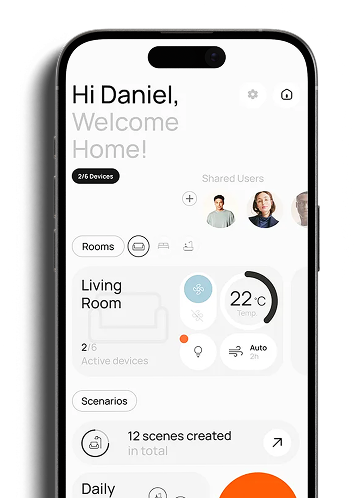 Hi Daniel,
Welcome
Home!
2/6 Devices
Shared Users
Rooms
Living
Room
22 °C
Temp.
2/6
Active devices
Auto
2h
Scenarios
12 scenes created
in total
Daily